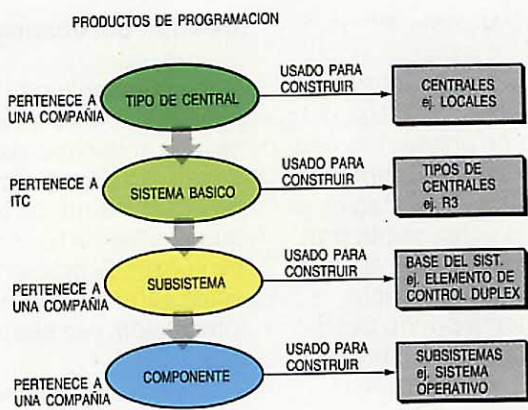 PRODUCTOS DE PROGRAMACION
PERTENECE A
UNA COMPAÑIA
TIPO DE CENTRAL
USADO PARA
CONSTRUIR
CENTRALES
ej. LOCALES
PERTENECE A
ITC
SISTEMA BASICO
USADO PARA
CONSTRUIR
TIPOS DE
CENTRALES
ej. R3
PERTENECE A
UNA COMPAÑIA
SUBSISTEMA
USADO PARA
CONSTRUIR
BASE DEL SIST.
ej. ELEMENTO DE
CONTROL DUPLEX
PERTENECE A
UNA COMPAÑIA
COMPONENTE
USADO PARA
CONSTRUIR
SUBSISTEMAS
ej. SISTEMA
OPERATIVO